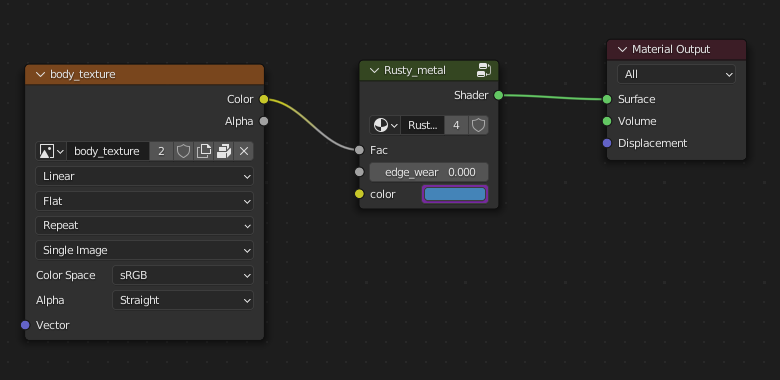 body_texture
Color
Alpha
body_texture 2
Linear
Flat
Repeat
Single Image
Color Space sRGB
Alpha Straight
Vector
Rusty_metal
Shader
Rust... 4
Fac
edge_wear 0.000
color
Material Output
All
Surface
Volume
Displacement